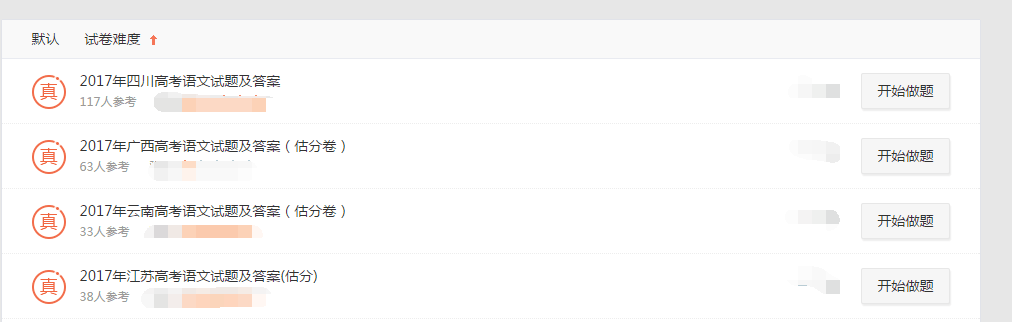 默认 试卷难度
真 2017年四川高考语文试题及答案
117人参考
开始做题
真 2017年广西高考语文试题及答案（估分卷）
63人参考
开始做题
真 2017年云南高考语文试题及答案（估分卷）
33人参考
开始做题
真 2017年江苏高考语文试题及答案(估分)
38人参考
开始做题